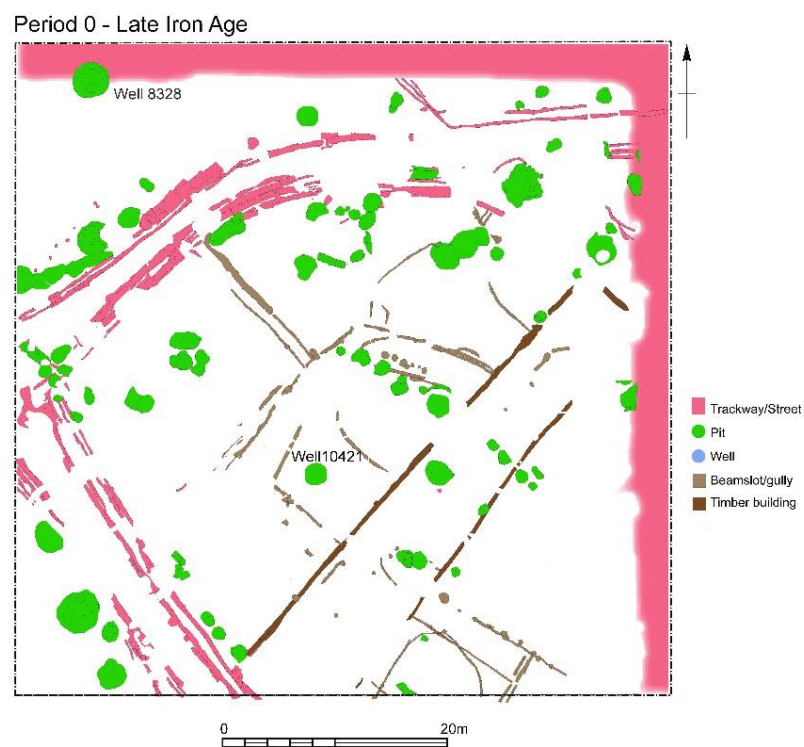 Period 0 - Late Iron Age
Well 8328
Well10421
Trackway/Street
Pit
Well
Beamslot/gully
Timber building
0 20m